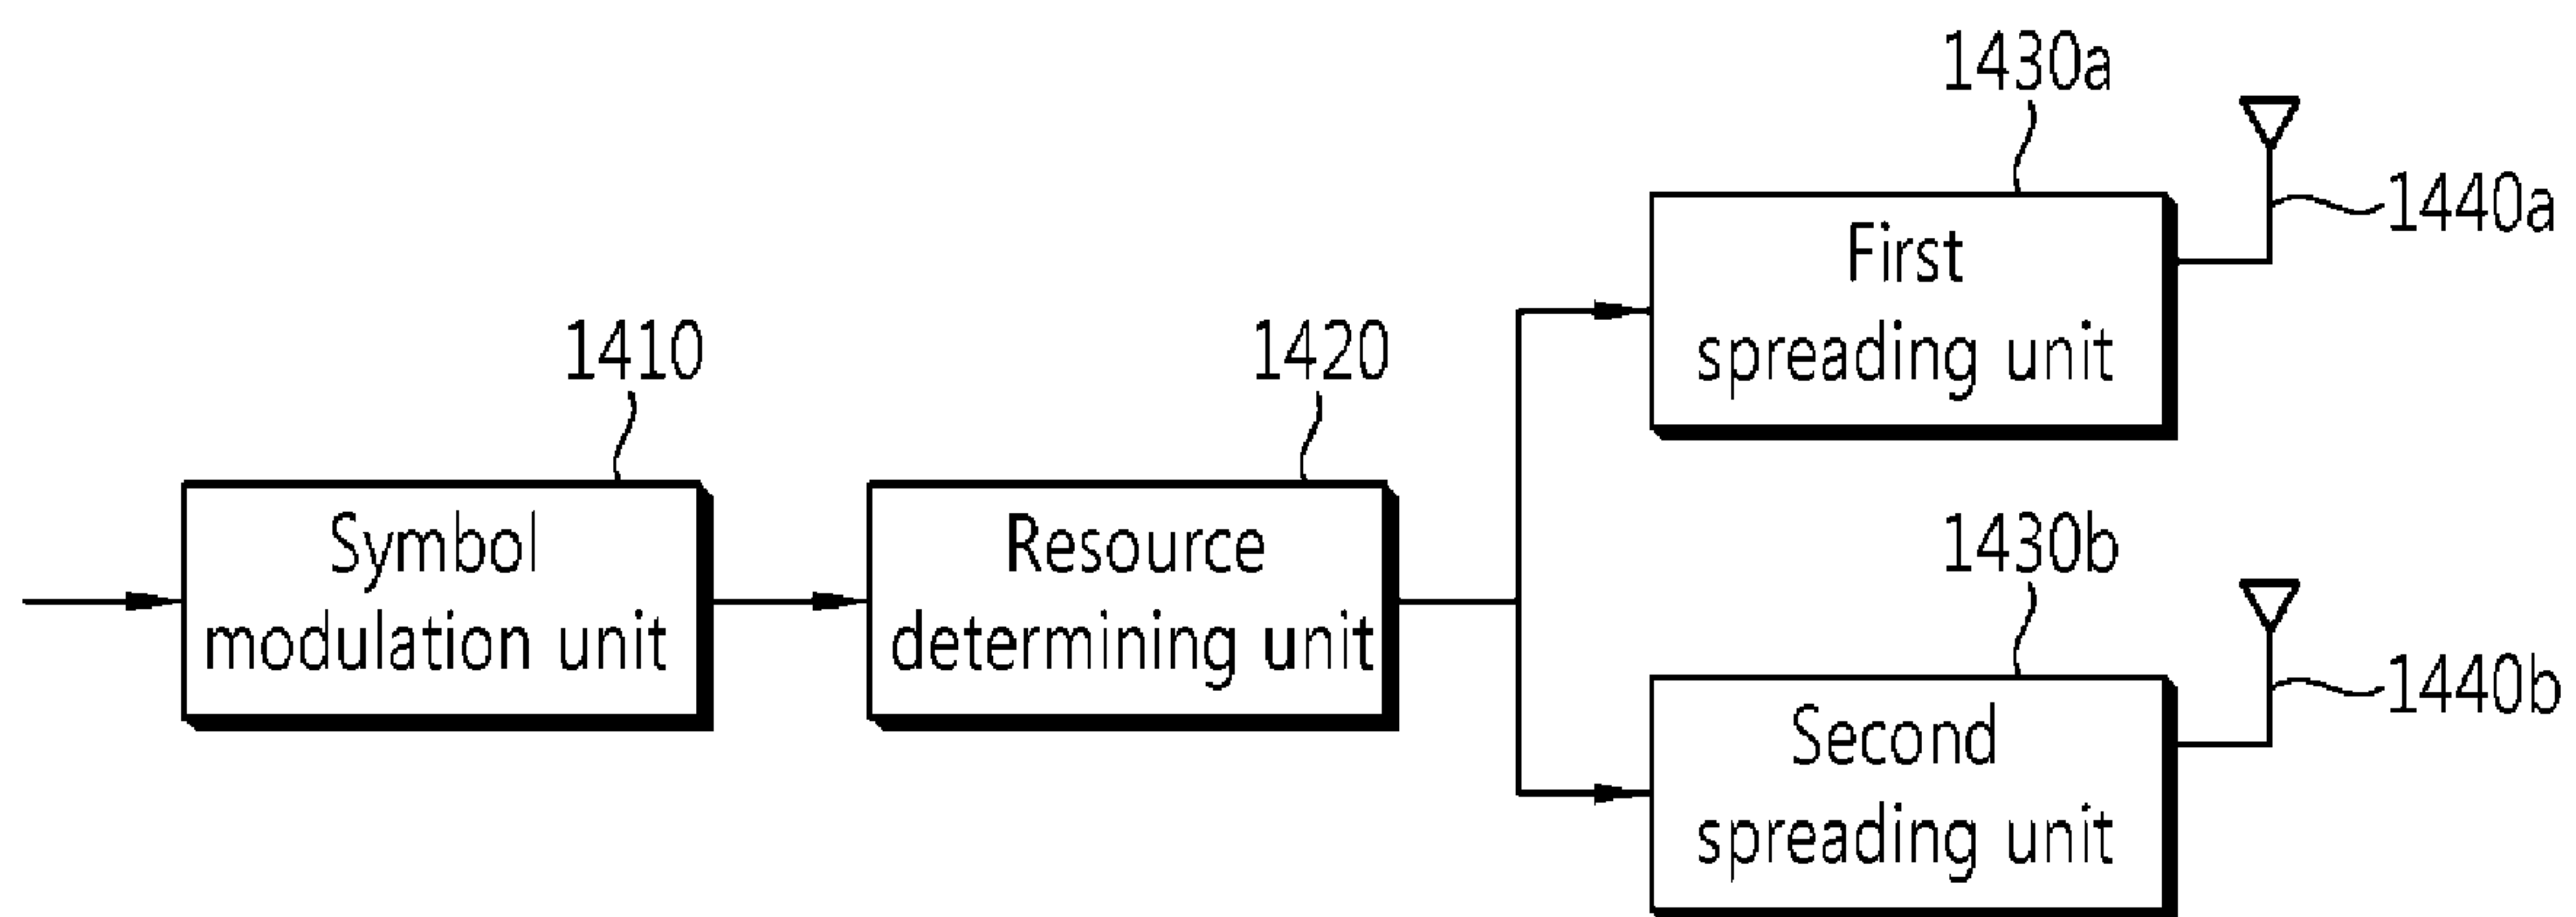 1430a
1440a
First
spreading unit
1410
1420
Symbol
modulation unit
Resource
determining unit
1430b
1440b
Second
spreading unit